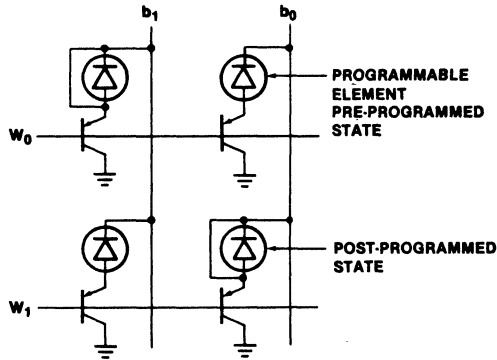 b1
b0
PROGRAMMABLE
ELEMENT
PRE-PROGRAMMED
STATE
W0
POST-PROGRAMMED
STATE
W1